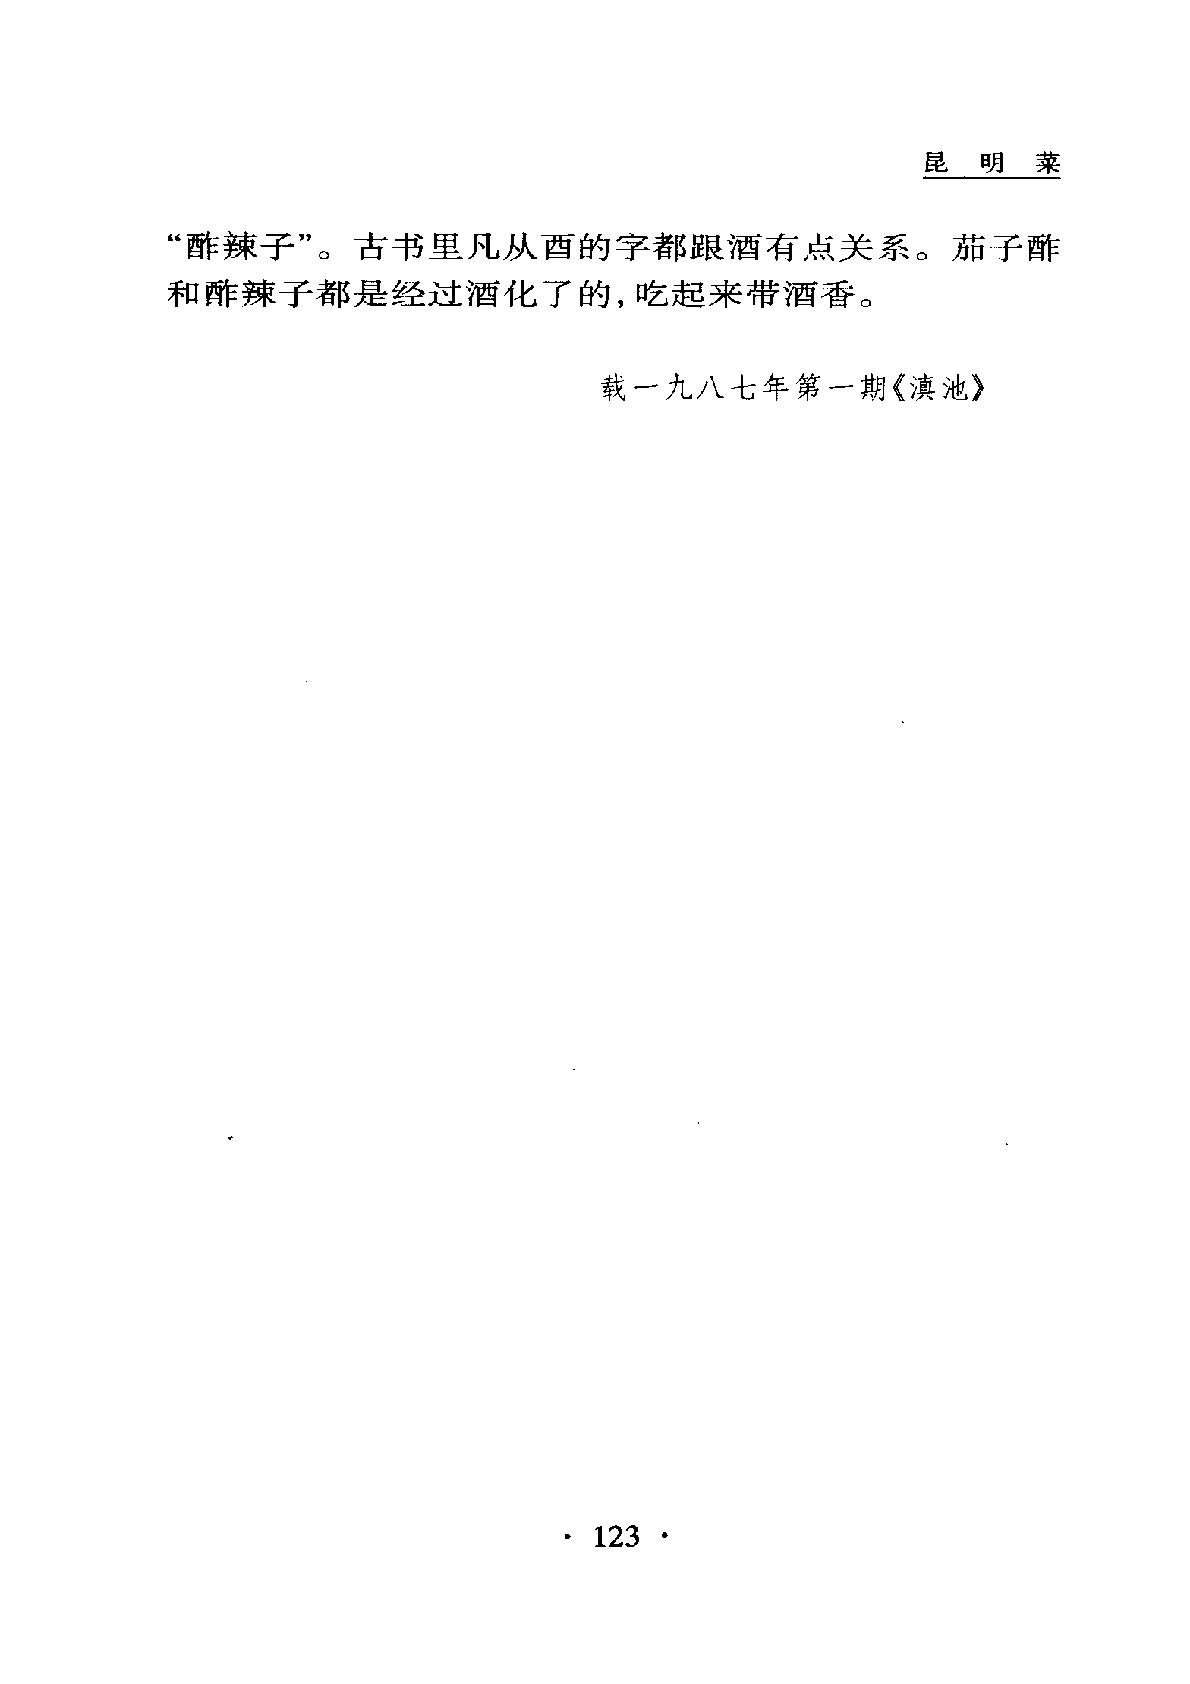 昆 明 菜
“酢辣子”。古书里凡从酉的字都跟酒有点关系。茄子酢
和酢辣子都是经过酒化了的,吃起来带酒香。
载一九八七年第一期《滇池》
· 123 ·